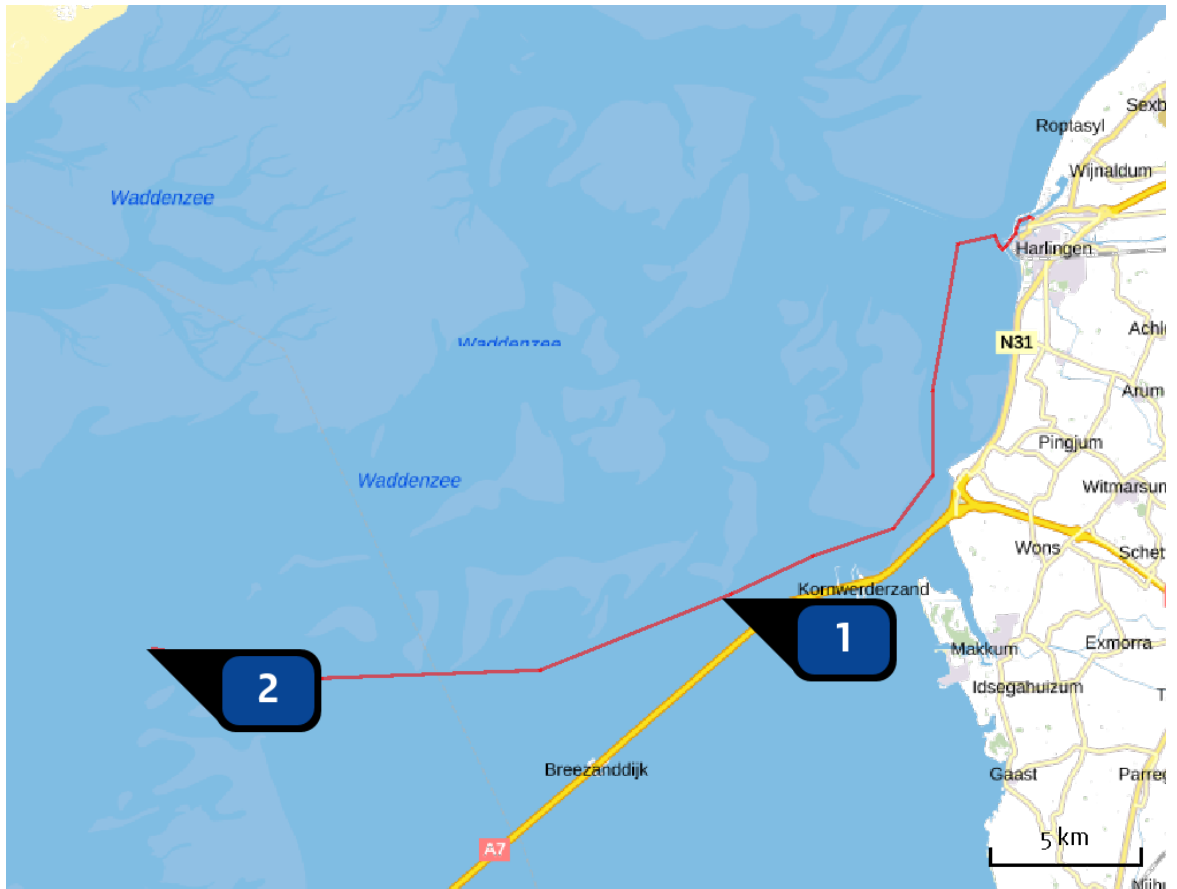 Sexb
Roptasyl
Wijnaldum
Waddenzee
Harlingen
Waddenzee
N31
Achl
Arum
Pingjum
Waddenzee
Witmarsun
Wons
Schet
Kornwerderzand
1
Makkum
Exmorra
2
Idsegahuizum
T
Breezanddijk
Gaast
Parreg
5 km
A7